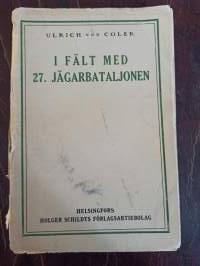 ULRICH VON COLER
I FÄLT MED
27. JÄGARBATALJONEN
HELSINGFORS
HOLGER SCHILDTS FÖRLAGSAKTIEBOLAG